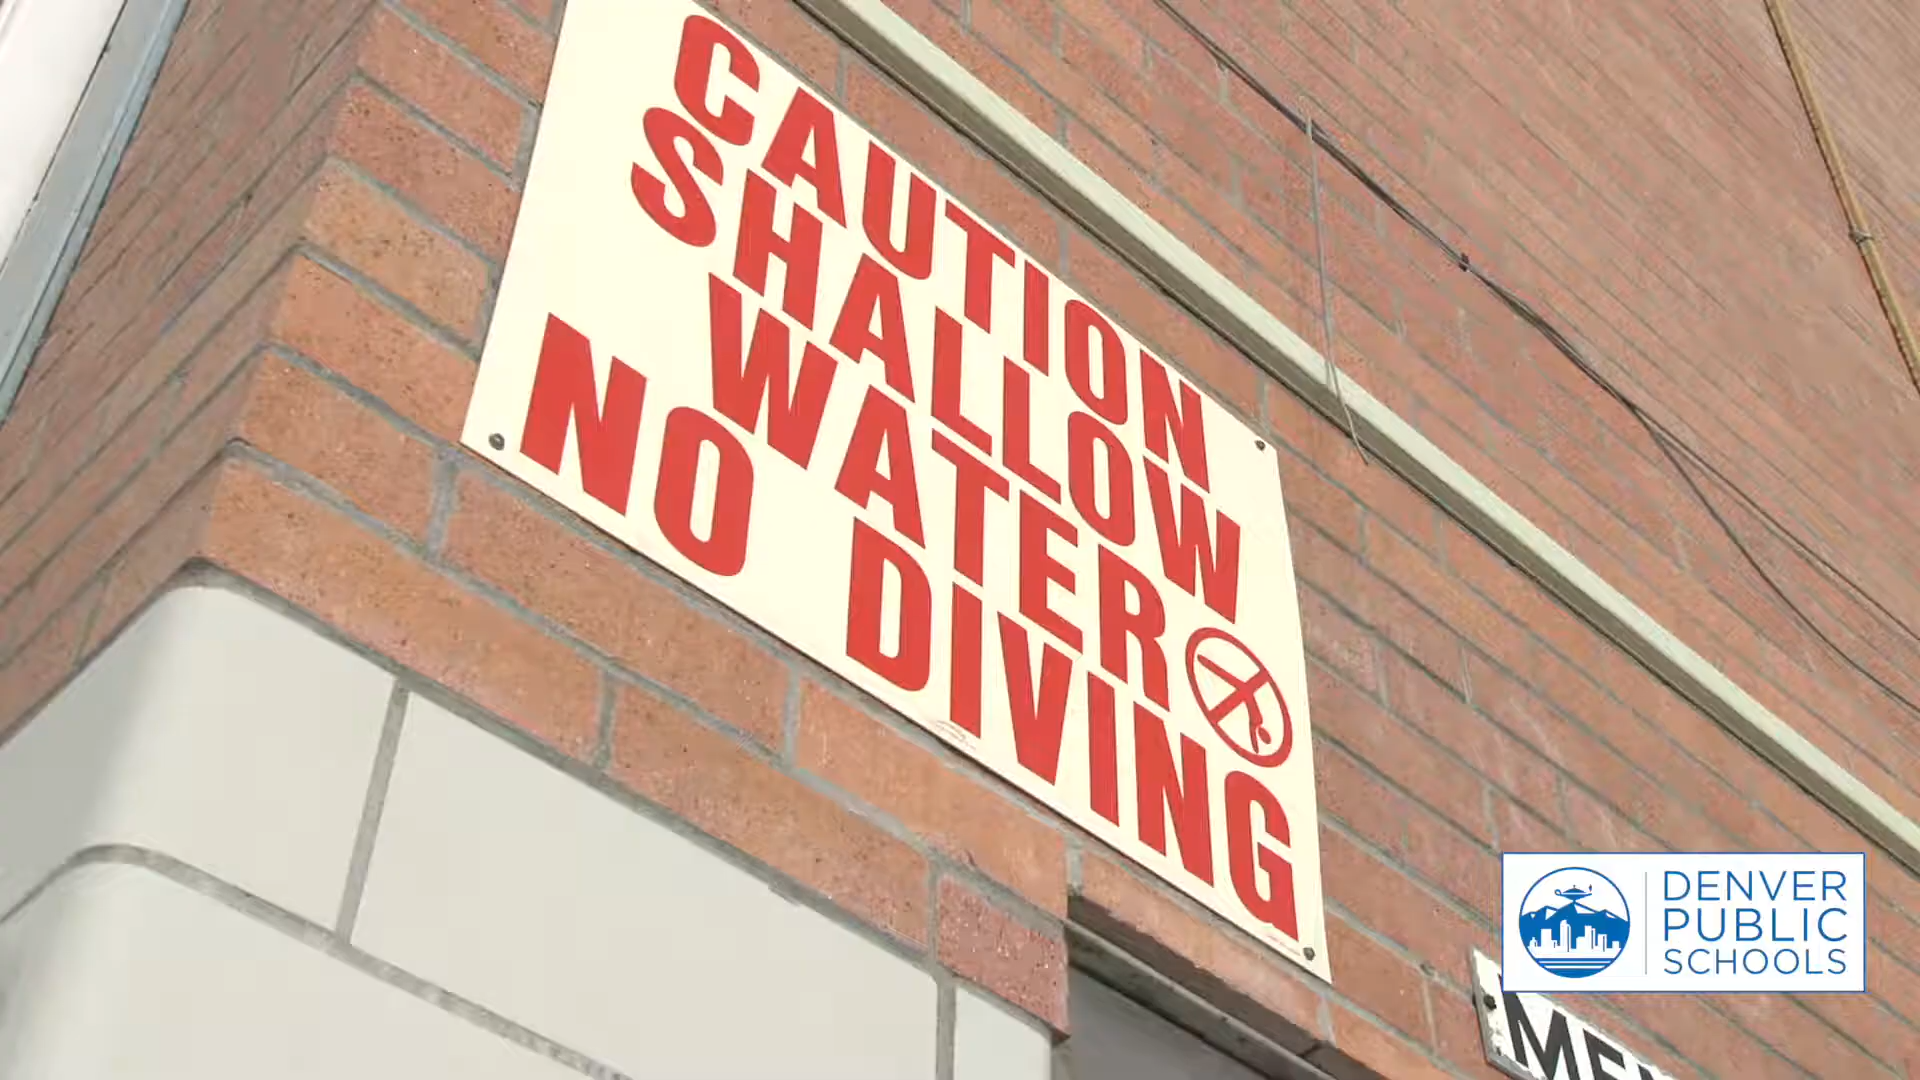 CAUTION
SHALLOW
WATER
NO DIVING
DENVER
PUBLIC
SCHOOLS